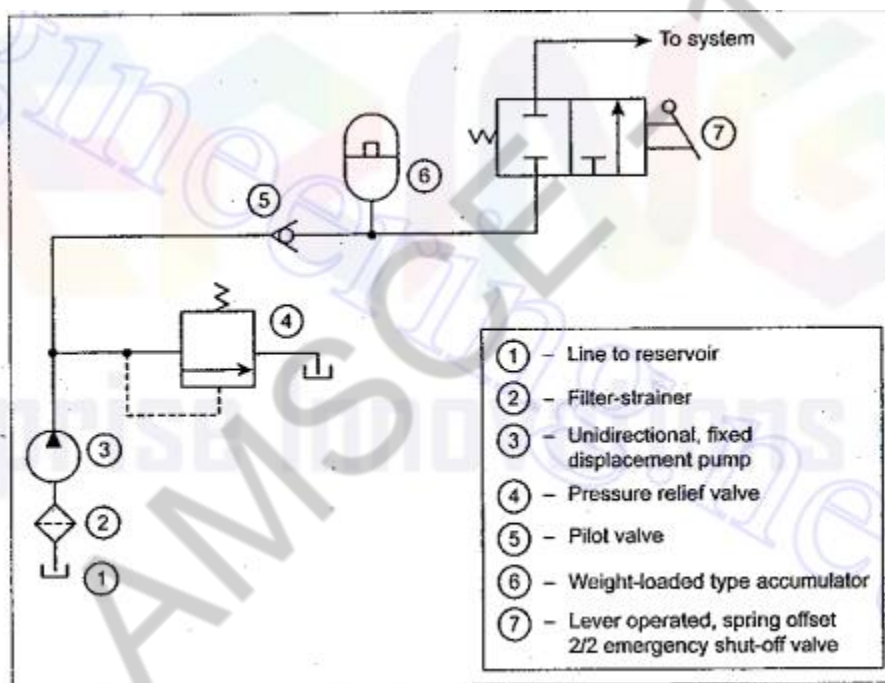 To system
7
6
5
4
3
2
1
1 – Line to reservoir
2 – Filter-strainer
3 – Unidirectional, fixed
displacement pump
4 – Pressure relief valve
5 – Pilot valve
6 – Weight-loaded type accumulator
7 – Lever operated, spring offset
2/2 emergency shut-off valve
AMSCE - 1